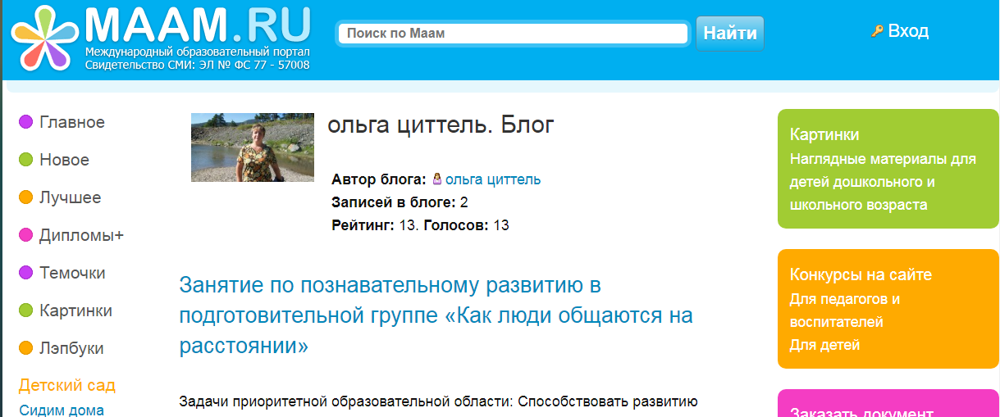 МААМ.RU
Международный образовательный портал
Свидетельство СМИ: ЭЛ № ФС 77 - 57008
Поиск по Маам
Найти
Вход
Главное
Новое
Лучшее
Дипломы+
Темочки
Картинки
Лэпбуки
Детский сад
Сидим дома
ольга циттель. Блог
Автор блога: ольга циттель
Записей в блоге: 2
Рейтинг: 13. Голосов: 13
Занятие по познавательному развитию в
подготовительной группе «Как люди общаются на
расстоянии»
Задачи приоритетной образовательной области: Способствовать развитию
Картинки
Наглядные материалы для
детей дошкольного и
школьного возраста
Конкурсы на сайте
Для педагогов и
воспитателей
Для детей
Заказать документ